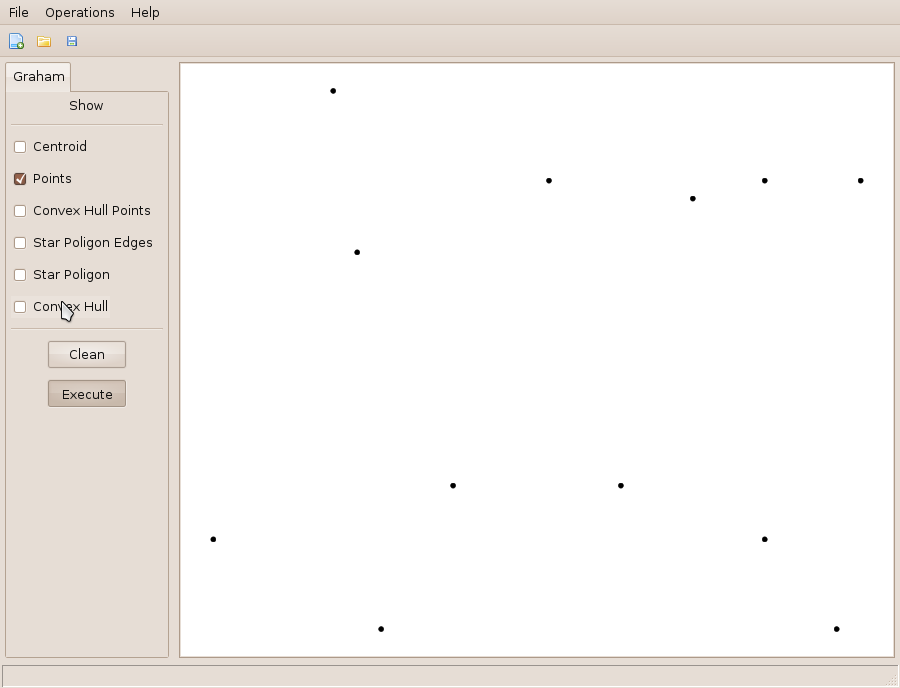 File Operations Help
Graham
Show
Centroid
Points
Convex Hull Points
Star Poligon Edges
Star Poligon
Convex Hull
Clean
Execute